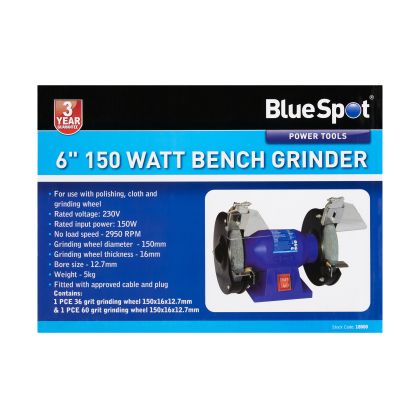 3
YEAR
GUARANTEE
BlueSpot®
POWER TOOLS
6" 150 WATT BENCH GRINDER
• For use with polishing, cloth and
grinding wheel
• Rated voltage: 230V
• Rated input power: 150W
• No load speed - 2950 RPM
• Grinding wheel diameter - 150mm
• Grinding wheel thickness - 16mm
• Bore size - 12.7mm
• Weight - 5kg
• Fitted with approved cable and plug
Contains:
1 PCE 36 grit grinding wheel 150x16x12.7mm
& 1 PCE 60 grit grinding wheel 150x16x12.7mm